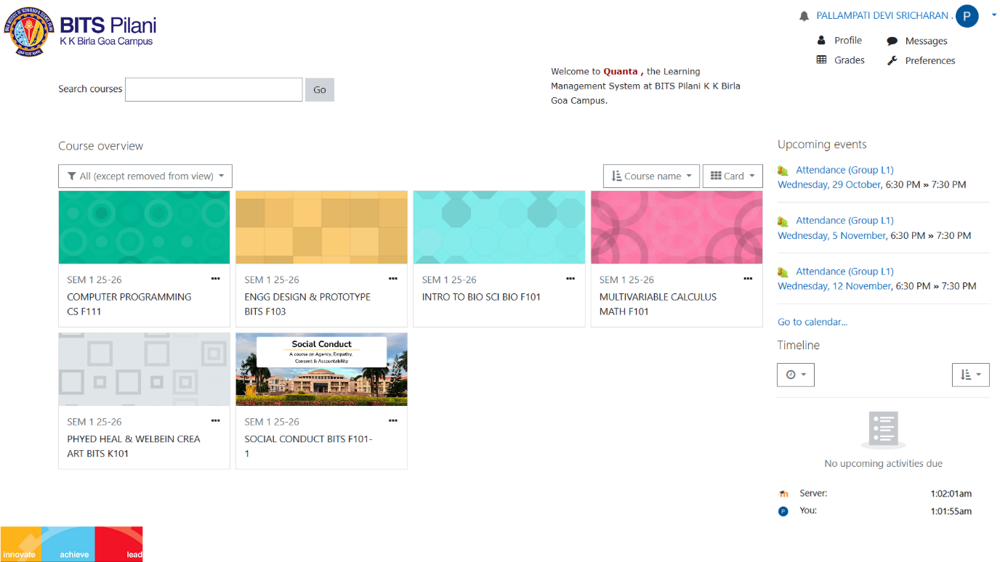 BITS Pilani
K K Birla Goa Campus
PALLAMPATI DEVI SRICHARAN . P
Profile
Messages
Grades
Preferences
Search courses
Go
Welcome to Quanta , the Learning
Management System at BITS Pilani K K Birla
Goa Campus.
Course overview
All (except removed from view)
Course name
Card
SEM 1 25-26
COMPUTER PROGRAMMING
CS F111
SEM 1 25-26
ENGG DESIGN & PROTOTYPE
BITS F103
SEM 1 25-26
INTRO TO BIO SCI BIO F101
SEM 1 25-26
MULTIVARIABLE CALCULUS
MATH F101
Social Conduct
A course on Agency, Empathy,
Consent & Accountability
SEM 1 25-26
PHYED HEAL & WELBEIN CREA
ART BITS K101
SEM 1 25-26
SOCIAL CONDUCT BITS F101-
1
Upcoming events
Attendance (Group L1)
Wednesday, 29 October, 6:30 PM » 7:30 PM
Attendance (Group L1)
Wednesday, 5 November, 6:30 PM » 7:30 PM
Attendance (Group L1)
Wednesday, 12 November, 6:30 PM » 7:30 PM
Go to calendar...
Timeline
No upcoming activities due
Server: 1:02:01am
P You: 1:01:55am
innovate achieve lead